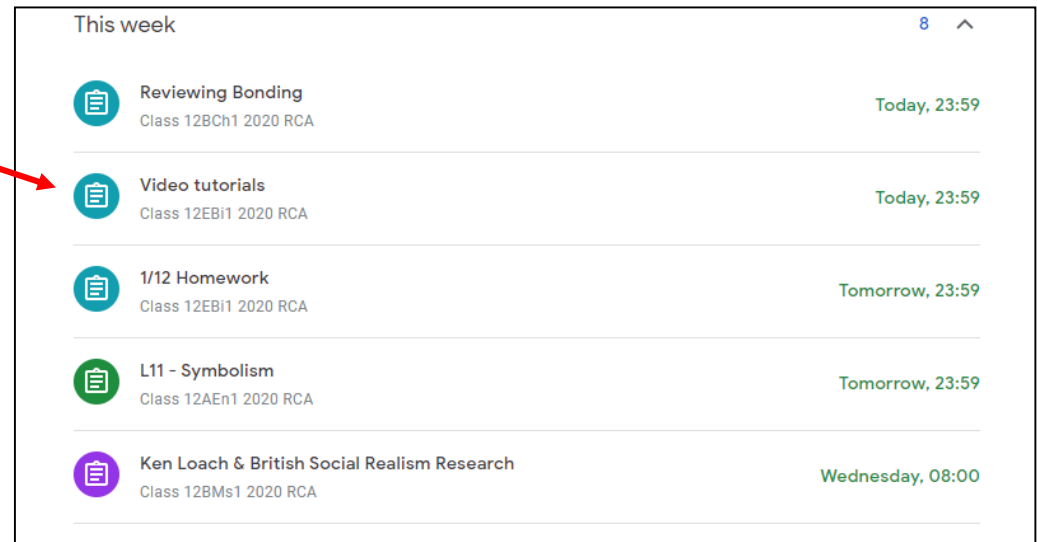 This week 8
Reviewing Bonding
Class 12BCh1 2020 RCA
Today, 23:59
Video tutorials
Class 12EBi1 2020 RCA
Today, 23:59
1/12 Homework
Class 12EBi1 2020 RCA
Tomorrow, 23:59
L11 - Symbolism
Class 12AEn1 2020 RCA
Tomorrow, 23:59
Ken Loach & British Social Realism Research
Class 12BMs1 2020 RCA
Wednesday, 08:00